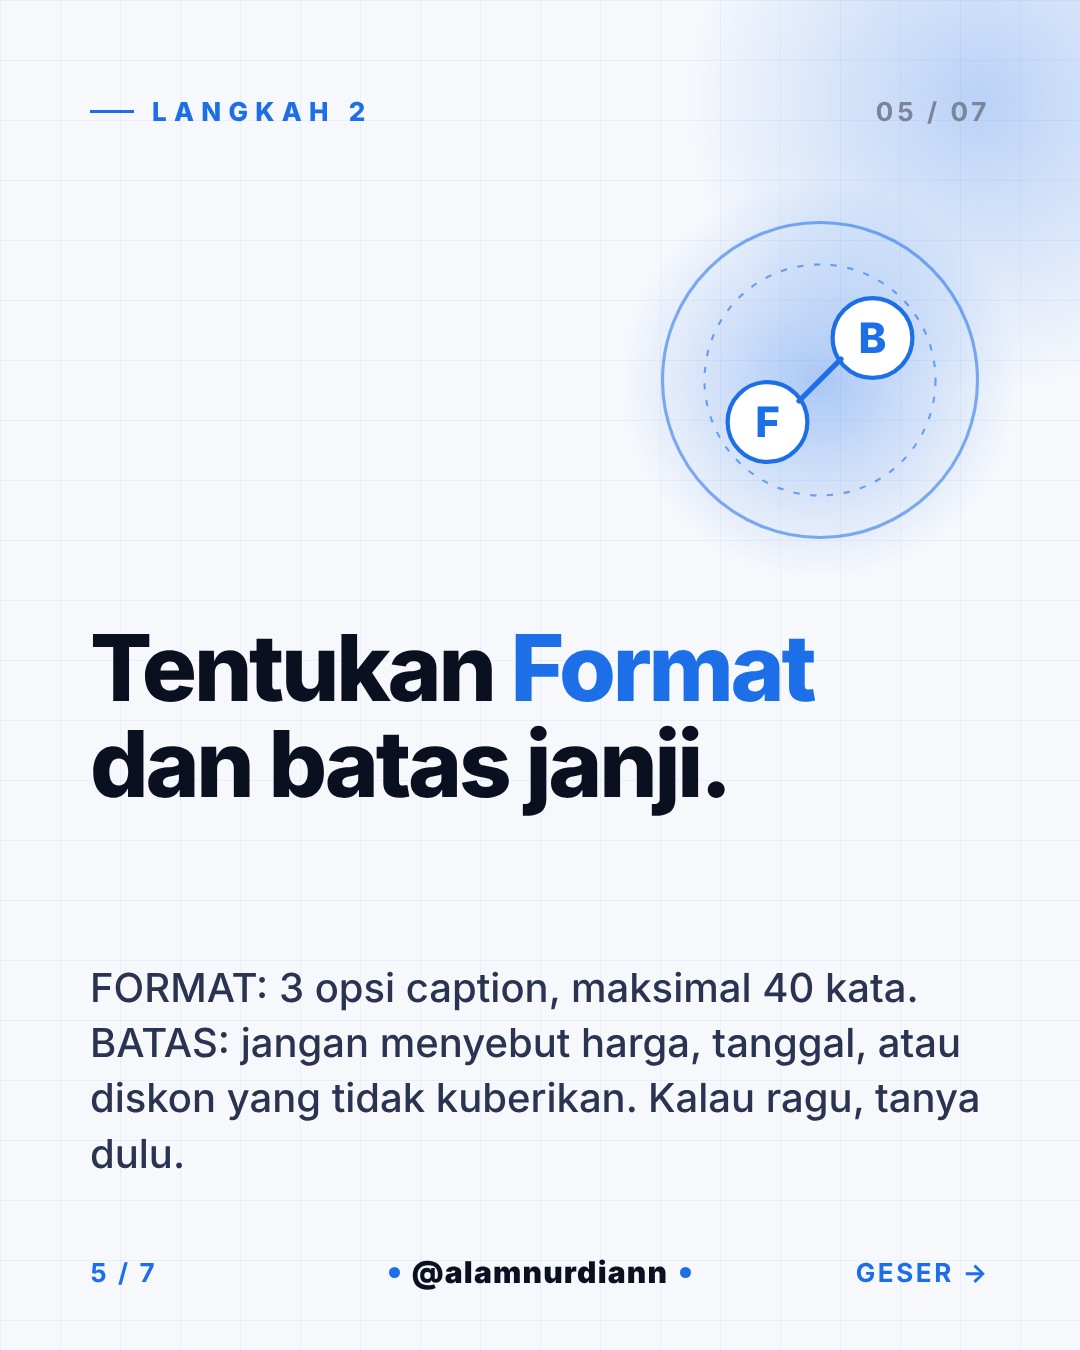 LANGKAH 2
05 / 07
B
F
Tentukan Format
dan batas janji.
FORMAT: 3 opsi caption, maksimal 40 kata.
BATAS: jangan menyebut harga, tanggal, atau
diskon yang tidak kuberikan. Kalau ragu, tanya
dulu.
5 / 7
• @alamnurdiann •
GESER →